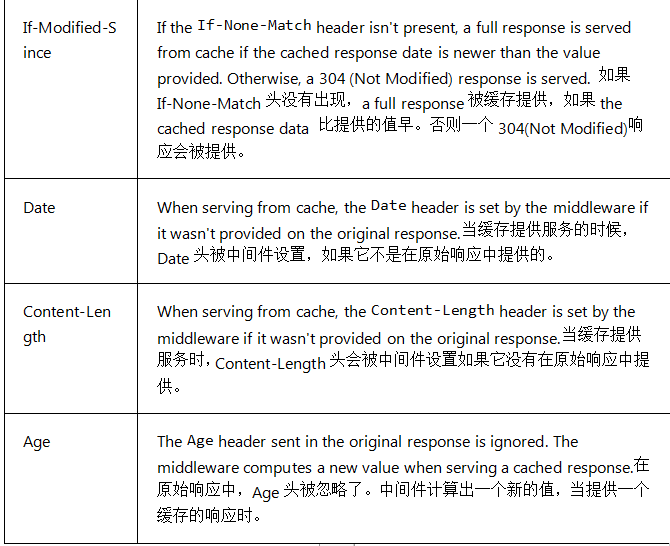 If-Modified-S
ince
If the If-None-Match header isn't present, a full response is served
from cache if the cached response date is newer than the value
provided. Otherwise, a 304 (Not Modified) response is served. 如果
If-None-Match 头没有出现，a full response 被缓存提供，如果 the
cached response data 比提供的值早。否则一个 304(Not Modified)响
应会被提供。
Date
When serving from cache, the Date header is set by the middleware if
it wasn't provided on the original response.当缓存提供服务的时候，
Date 头被中间件设置，如果它不是在原始响应中提供的。
Content-Len
gth
When serving from cache, the Content-Length header is set by the
middleware if it wasn't provided on the original response.当缓存提供
服务时，Content-Length 头会被中间件设置如果它没有在原始响应中提
供。
Age
The Age header sent in the original response is ignored. The
middleware computes a new value when serving a cached response.在
原始响应中，Age 头被忽略了。中间件计算出一个新的值，当提供一个
缓存的响应时。